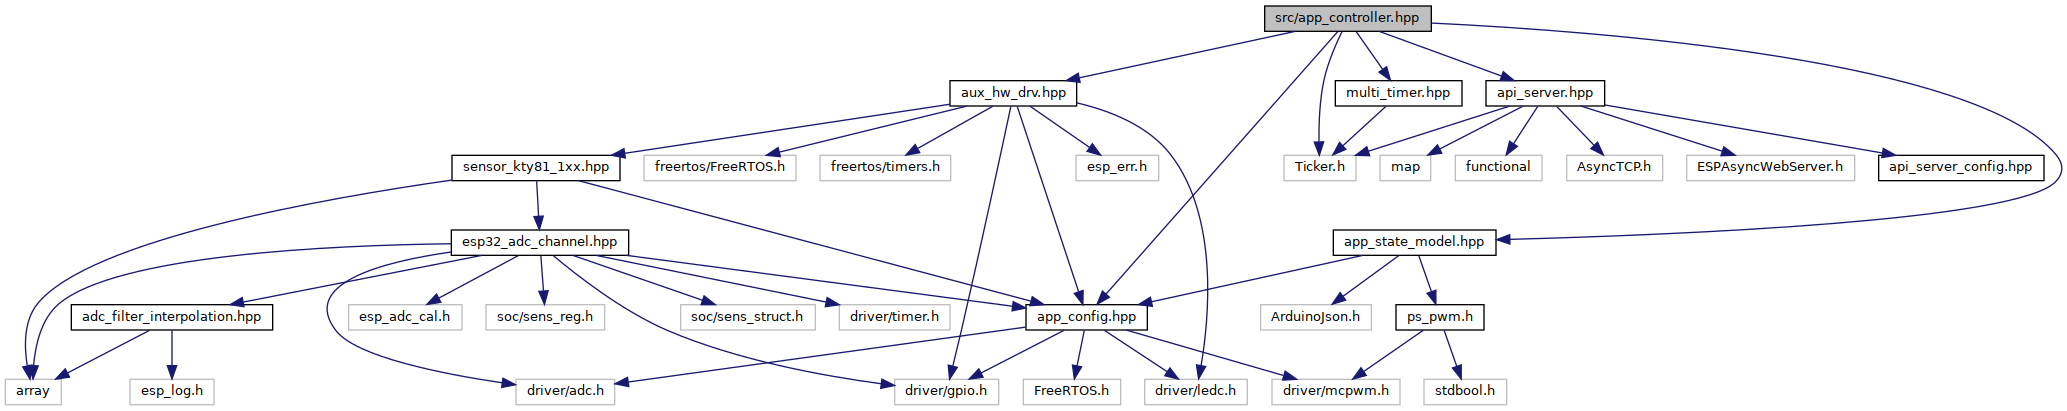 src/app_controller.hpp
aux_hw_drv.hpp
multi_timer.hpp
api_server.hpp
sensor_kty81_1xx.hpp
freertos/FreeRTOS.h
freertos/timers.h
esp_err.h
Ticker.h
map
functional
AsyncTCP.h
ESPAsyncWebServer.h
api_server_config.hpp
esp32_adc_channel.hpp
app_state_model.hpp
adc_filter_interpolation.hpp
esp_adc_cal.h
soc/sens_reg.h
soc/sens_struct.h
driver/timer.h
app_config.hpp
ArduinoJson.h
ps_pwm.h
array
esp_log.h
driver/adc.h
driver/gpio.h
FreeRTOS.h
driver/ledc.h
driver/mcpwm.h
stdbool.h